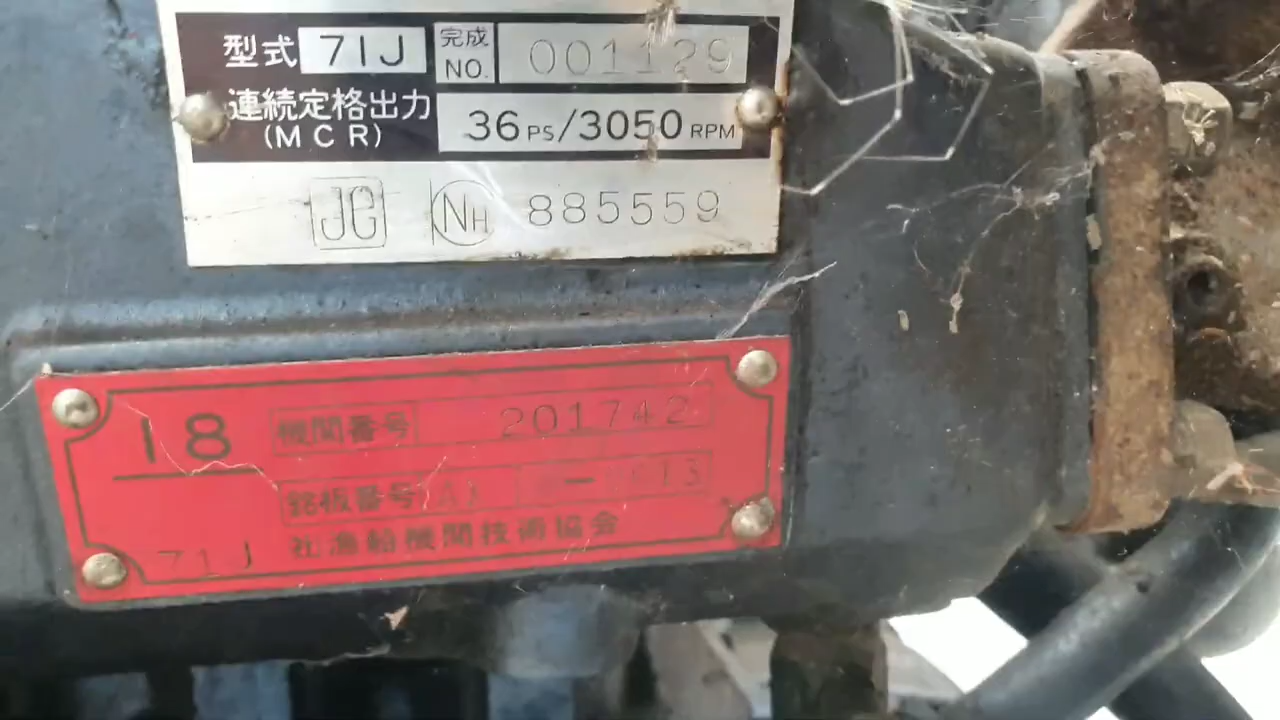 型式 71J 完成NO. 001129
連続定格出力(MCR) 36PS/3050RPM
JG NH 885559
18 機関番号 201742
銘板番号(A)
71J 社漁船機関技術協会